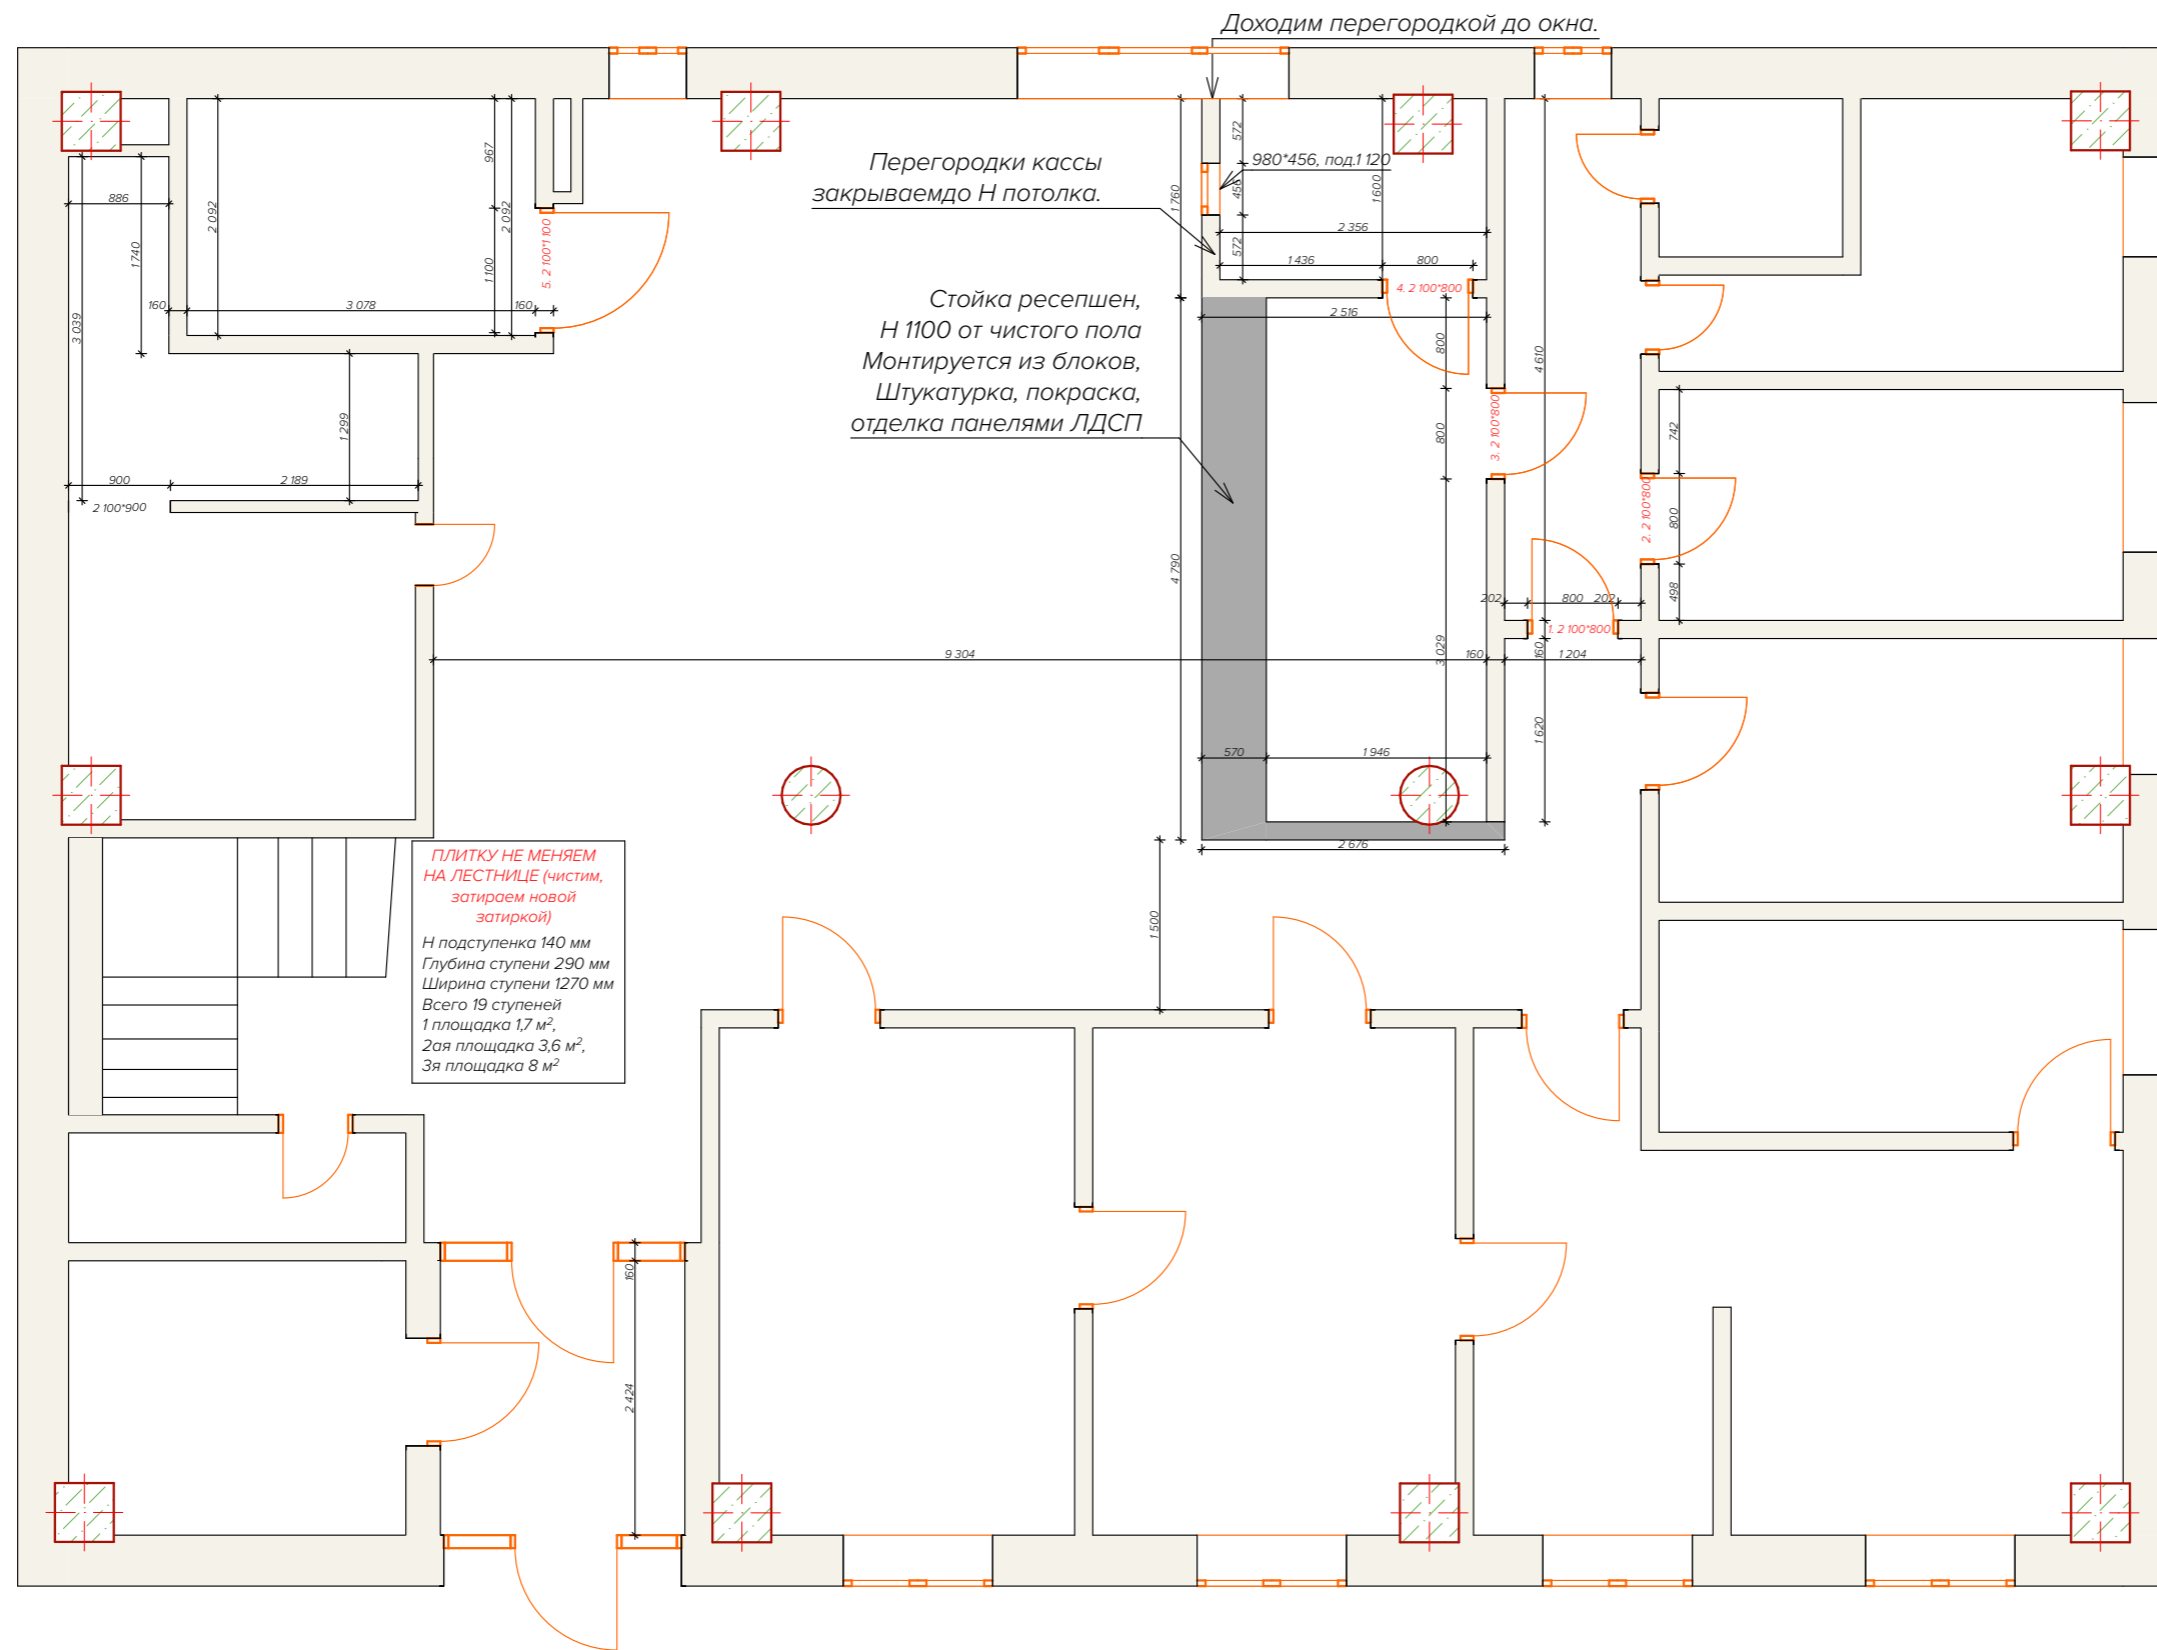 Доходим перегородкой до окна.
Перегородки кассы
закрываемдо Н потолка.
980*456, под.1 120
572
456
572
1 760
1 600
2 356
1 436
800
4. 2 100*800
2 516
Стойка ресепшен,
Н 1100 от чистого пола
Монтируется из блоков,
Штукатурка, покраска,
отделка панелями ЛДСП
886
1 740
3 039
2 092
967
2 092
1 100
5. 2 100*1 100
160
3 078
160
1 299
900
2 189
2 100*900
800
800
3. 2 100*800
4 610
742
800
2. 2 100*800
498
202
800
202
1. 2 100*800
4 790
9 304
160
3 029
160
1 204
1 620
570
1 946
2 676
1 500
ПЛИТКУ НЕ МЕНЯЕМ
НА ЛЕСТНИЦЕ (чистим,
затираем новой
затиркой)
Н подступенка 140 мм
Глубина ступени 290 мм
Ширина ступени 1270 мм
Всего 19 ступеней
1 площадка 1,7 м²,
2ая площадка 3,6 м²,
3я площадка 8 м²
160
2 424